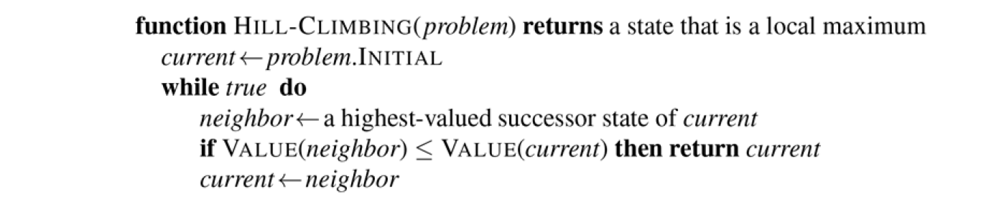 function HILL-CLIMBING(problem) returns a state that is a local maximum
current←problem.INITIAL
while true do
neighbor←a highest-valued successor state of current
if VALUE(neighbor) ≤ VALUE(current) then return current
current←neighbor